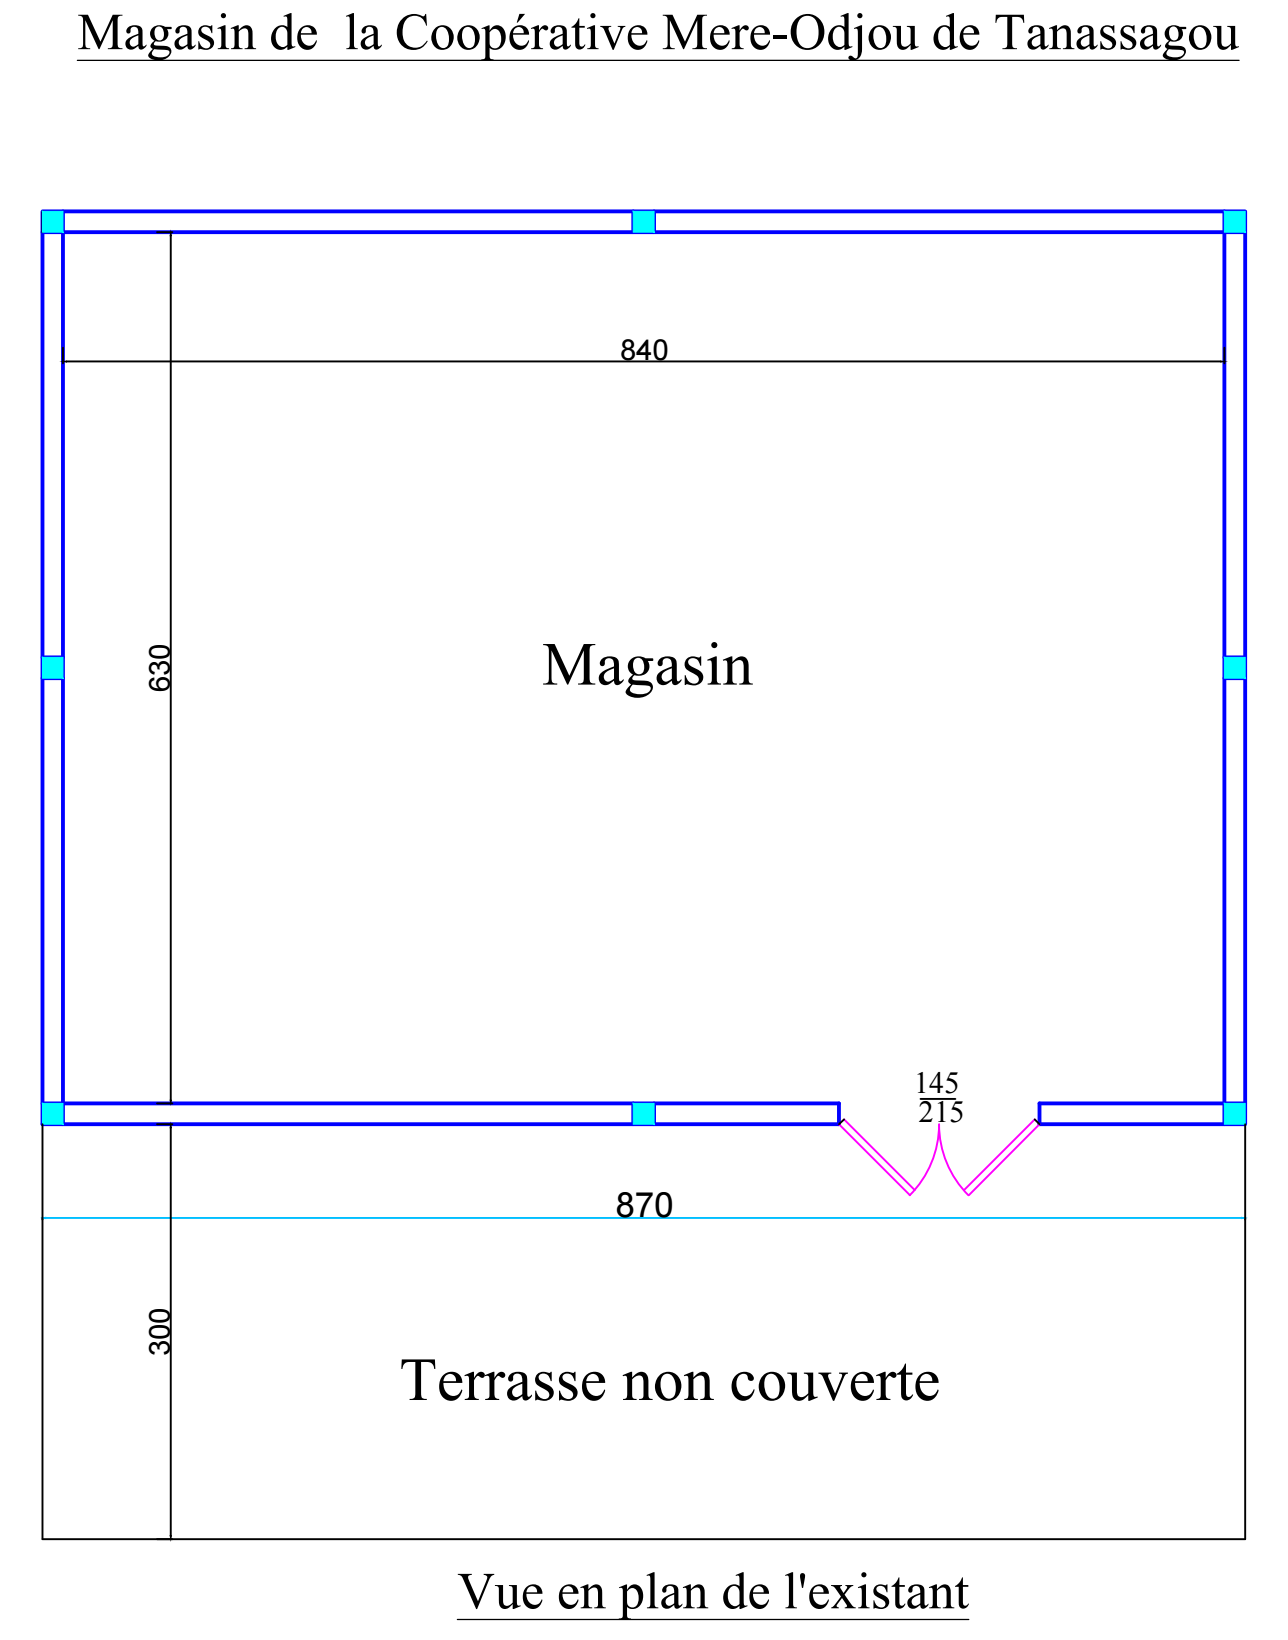 Magasin de la Coopérative Mere-Odjou de Tanassagou
840
630
Magasin
145
215
870
300
Terrasse non couverte
Vue en plan de l'existant